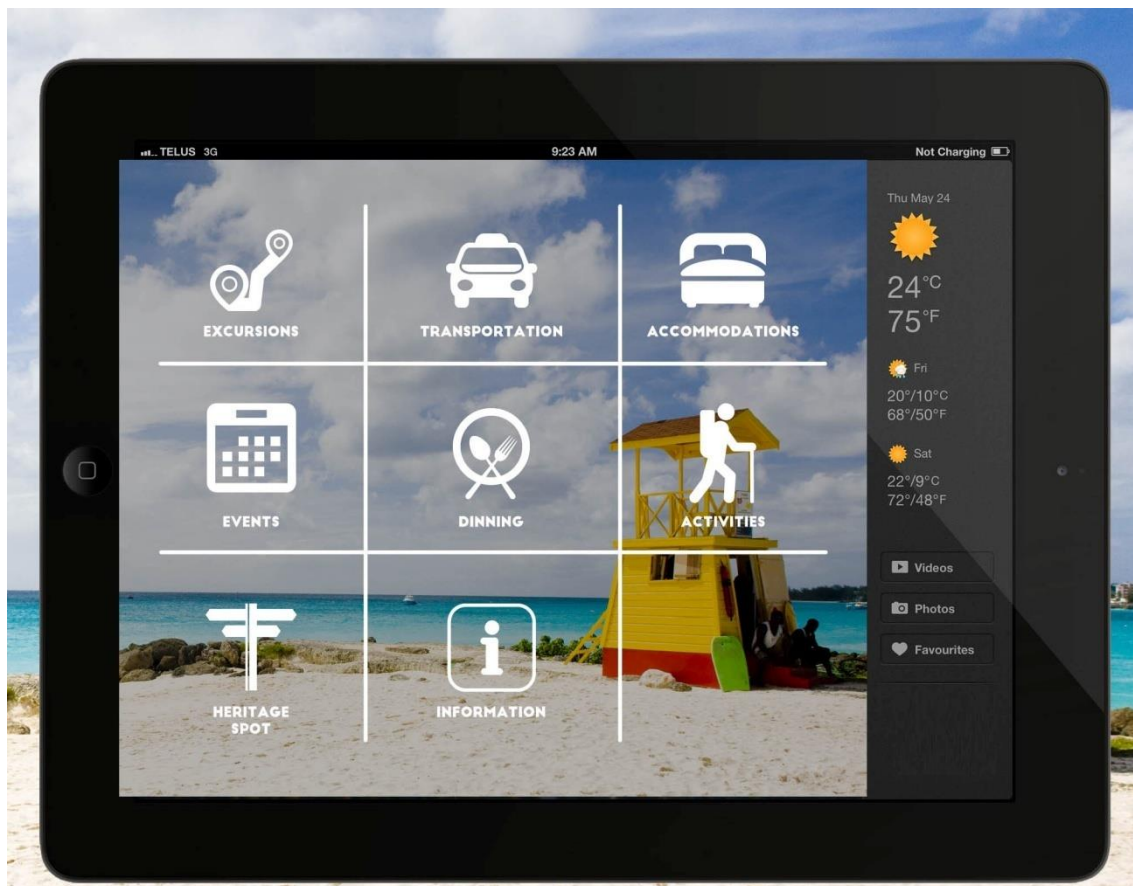 TELUS 3G 9:23 AM Not Charging
EXCURSIONS TRANSPORTATION ACCOMMODATIONS
EVENTS DINNING ACTIVITIES
HERITAGE
SPOT
INFORMATION
Thu May 24
24°C
75°F
Fri
20°/10°C
68°/50°F
Sat
22°/9°C
72°/48°F
Videos
Photos
Favourites